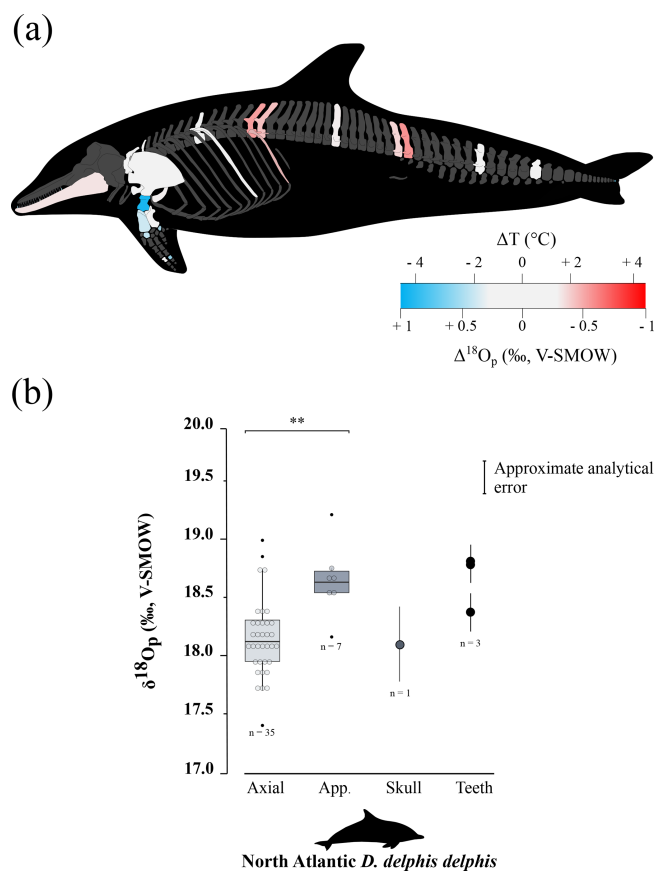 (a)
ΔT (°C)
- 4 - 2 0 + 2 + 4
+ 1 + 0.5 0 - 0.5 - 1
Δ¹⁸Oₚ (‰, V-SMOW)
(b)
20.0
19.5
19.0
18.5
18.0
17.5
17.0
δ¹⁸Oₚ (‰, V-SMOW)
**
Approximate analytical
error
n = 35
n = 7
n = 1
n = 3
Axial App. Skull Teeth
North Atlantic D. delphis delphis